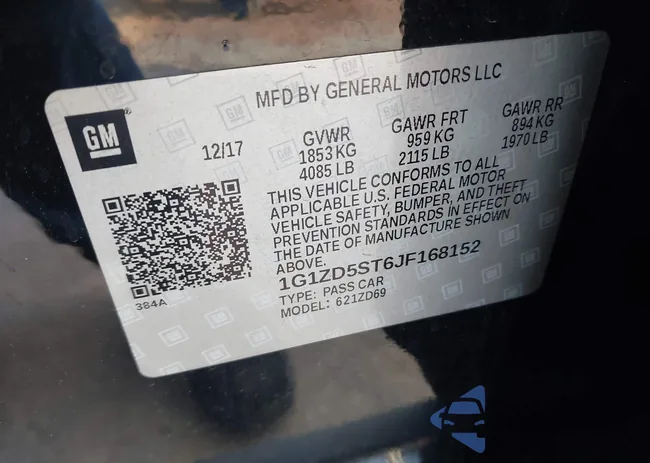 MFD BY GENERAL MOTORS LLC
GM
12/17
GVWR
1853 KG
4085 LB
GAWR FRT
959 KG
2115 LB
GAWR RR
894 KG
1970 LB
THIS VEHICLE CONFORMS TO ALL
APPLICABLE U.S. FEDERAL MOTOR
VEHICLE SAFETY, BUMPER, AND THEFT
PREVENTION STANDARDS IN EFFECT ON
THE DATE OF MANUFACTURE SHOWN
ABOVE.
1G1ZD5ST6JF168152
TYPE: PASS CAR
MODEL: 621ZD69
384A